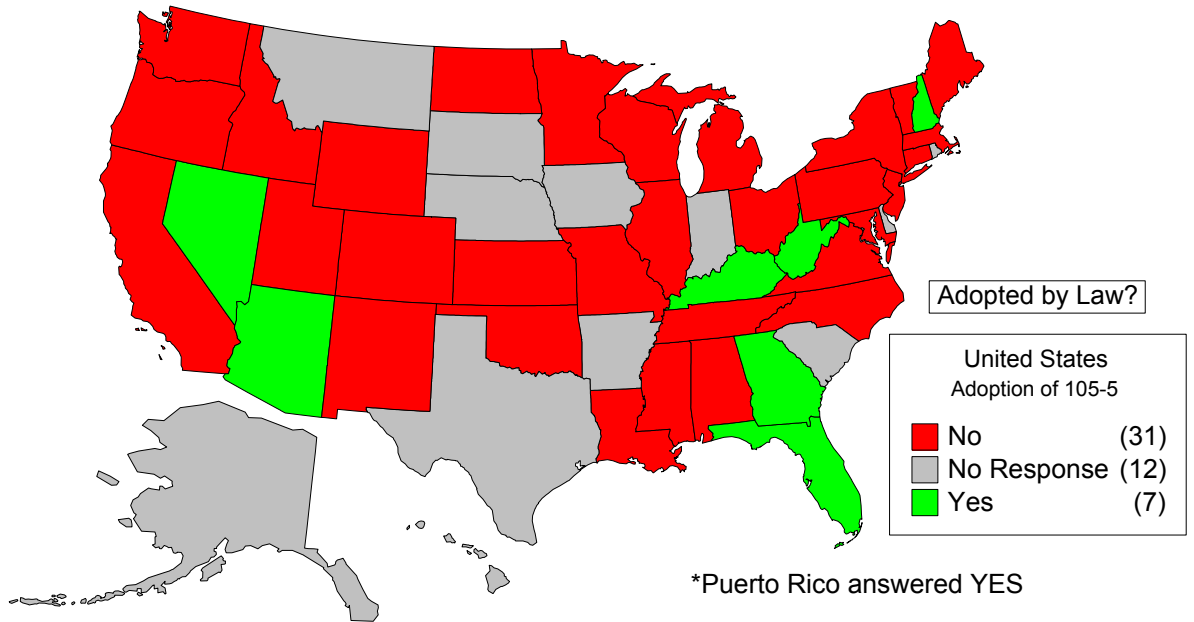 Adopted by Law?
United States
Adoption of 105-5
No (31)
No Response (12)
Yes (7)
*Puerto Rico answered YES